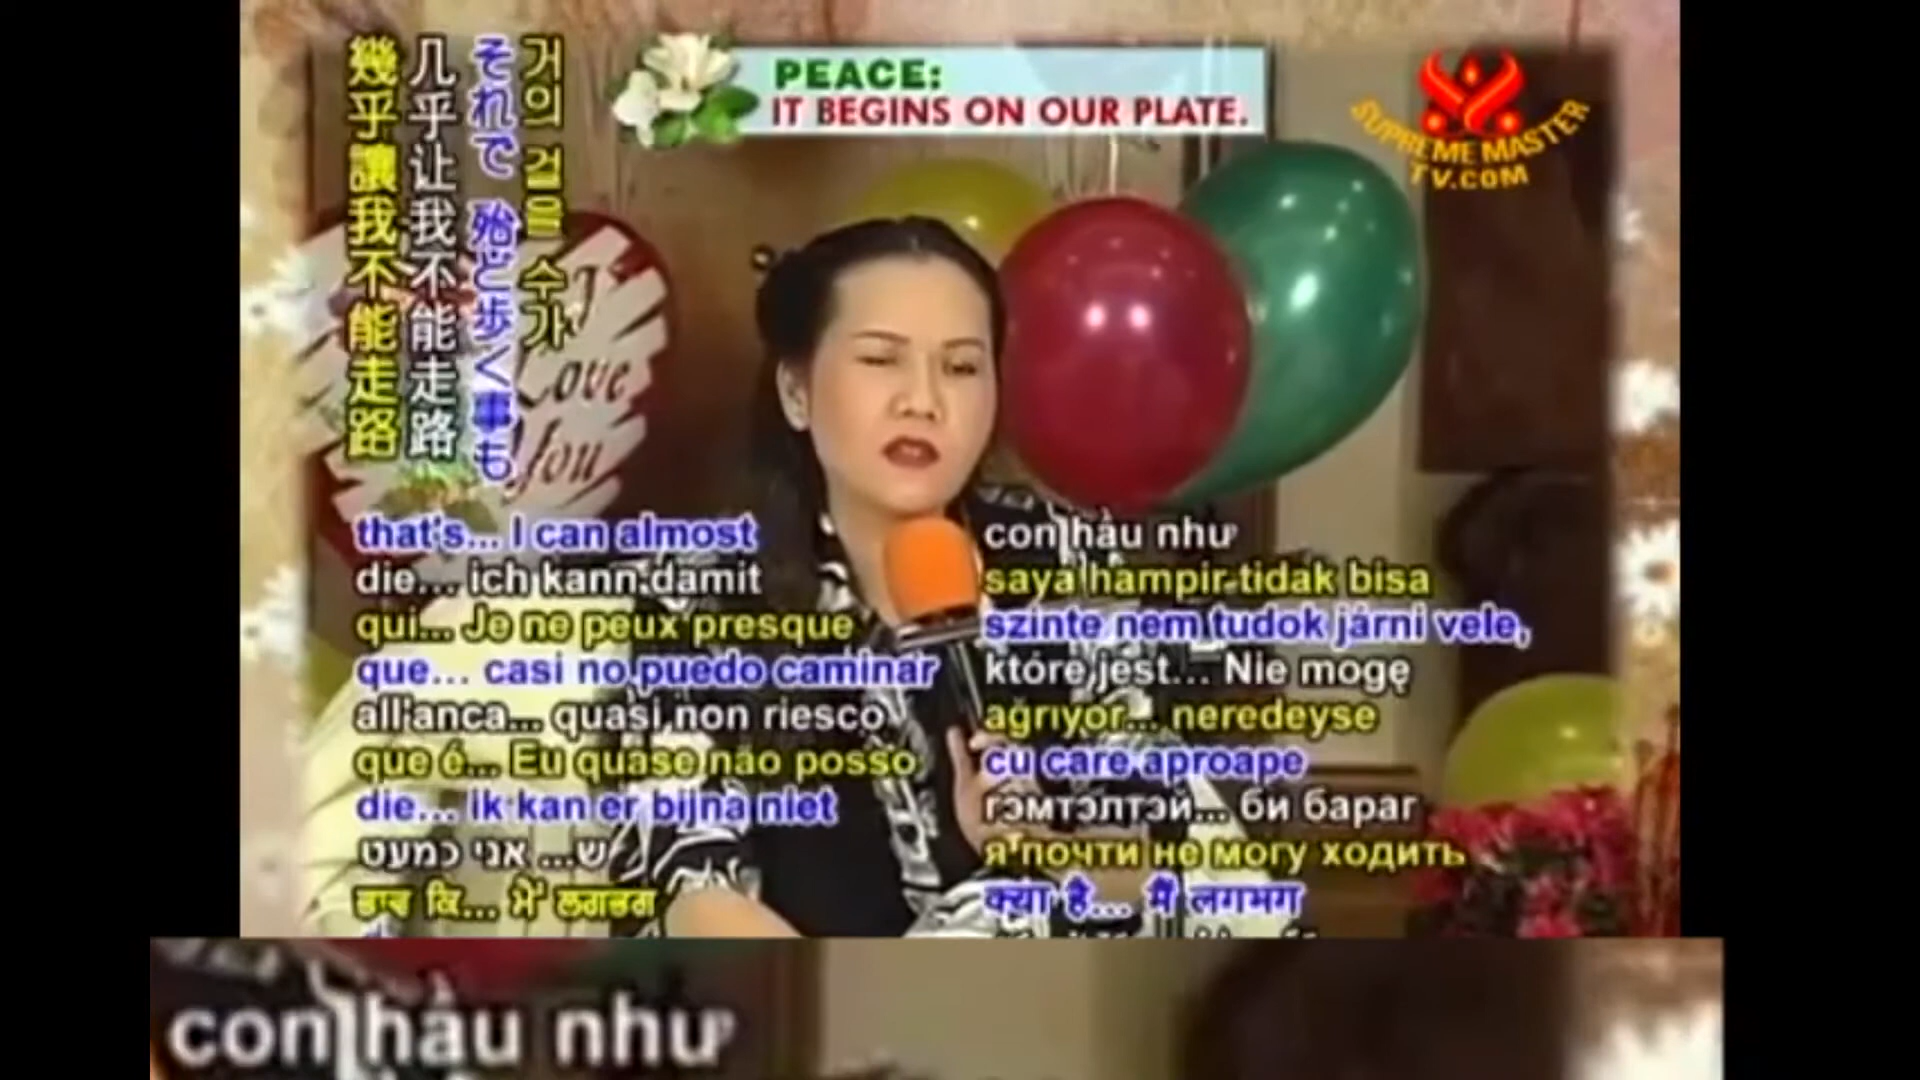 거의 걸을 수가
それで 殆ど歩く事も
几乎让我不能走路
幾乎讓我不能走路
PEACE:
IT BEGINS ON OUR PLATE.
SUPREME MASTER
TV.COM
I
Love
You
that's... I can almost
die... ich kann damit
qui... Je ne peux presque
que... casi no puedo caminar
all'anca... quasi non riesco
que é... Eu quase não posso
die... ik kan er bijna niet
ש... אני כמעט
ਭਾਵ ਕਿ... ਮੈਂ ਲਗਭਗ
con hầu như
saya hampir tidak bisa
szinte nem tudok járni vele,
które jest... Nie mogę
ağrıyor... neredeyse
cu care aproape
гэмтэлтэй... би бараг
я почти не могу ходить
क्या है... मैं लगभग
con hầu như